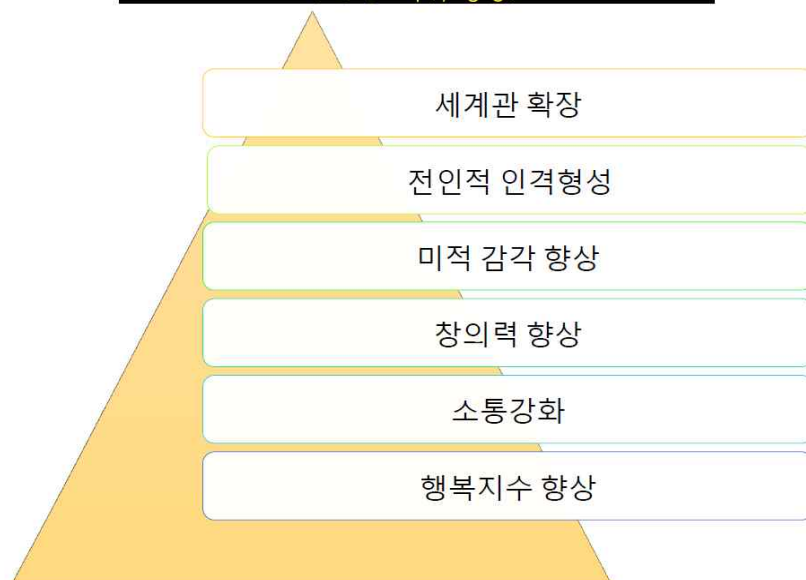 세계관 확장
전인적 인격형성
미적 감각 향상
창의력 향상
소통강화
행복지수 향상